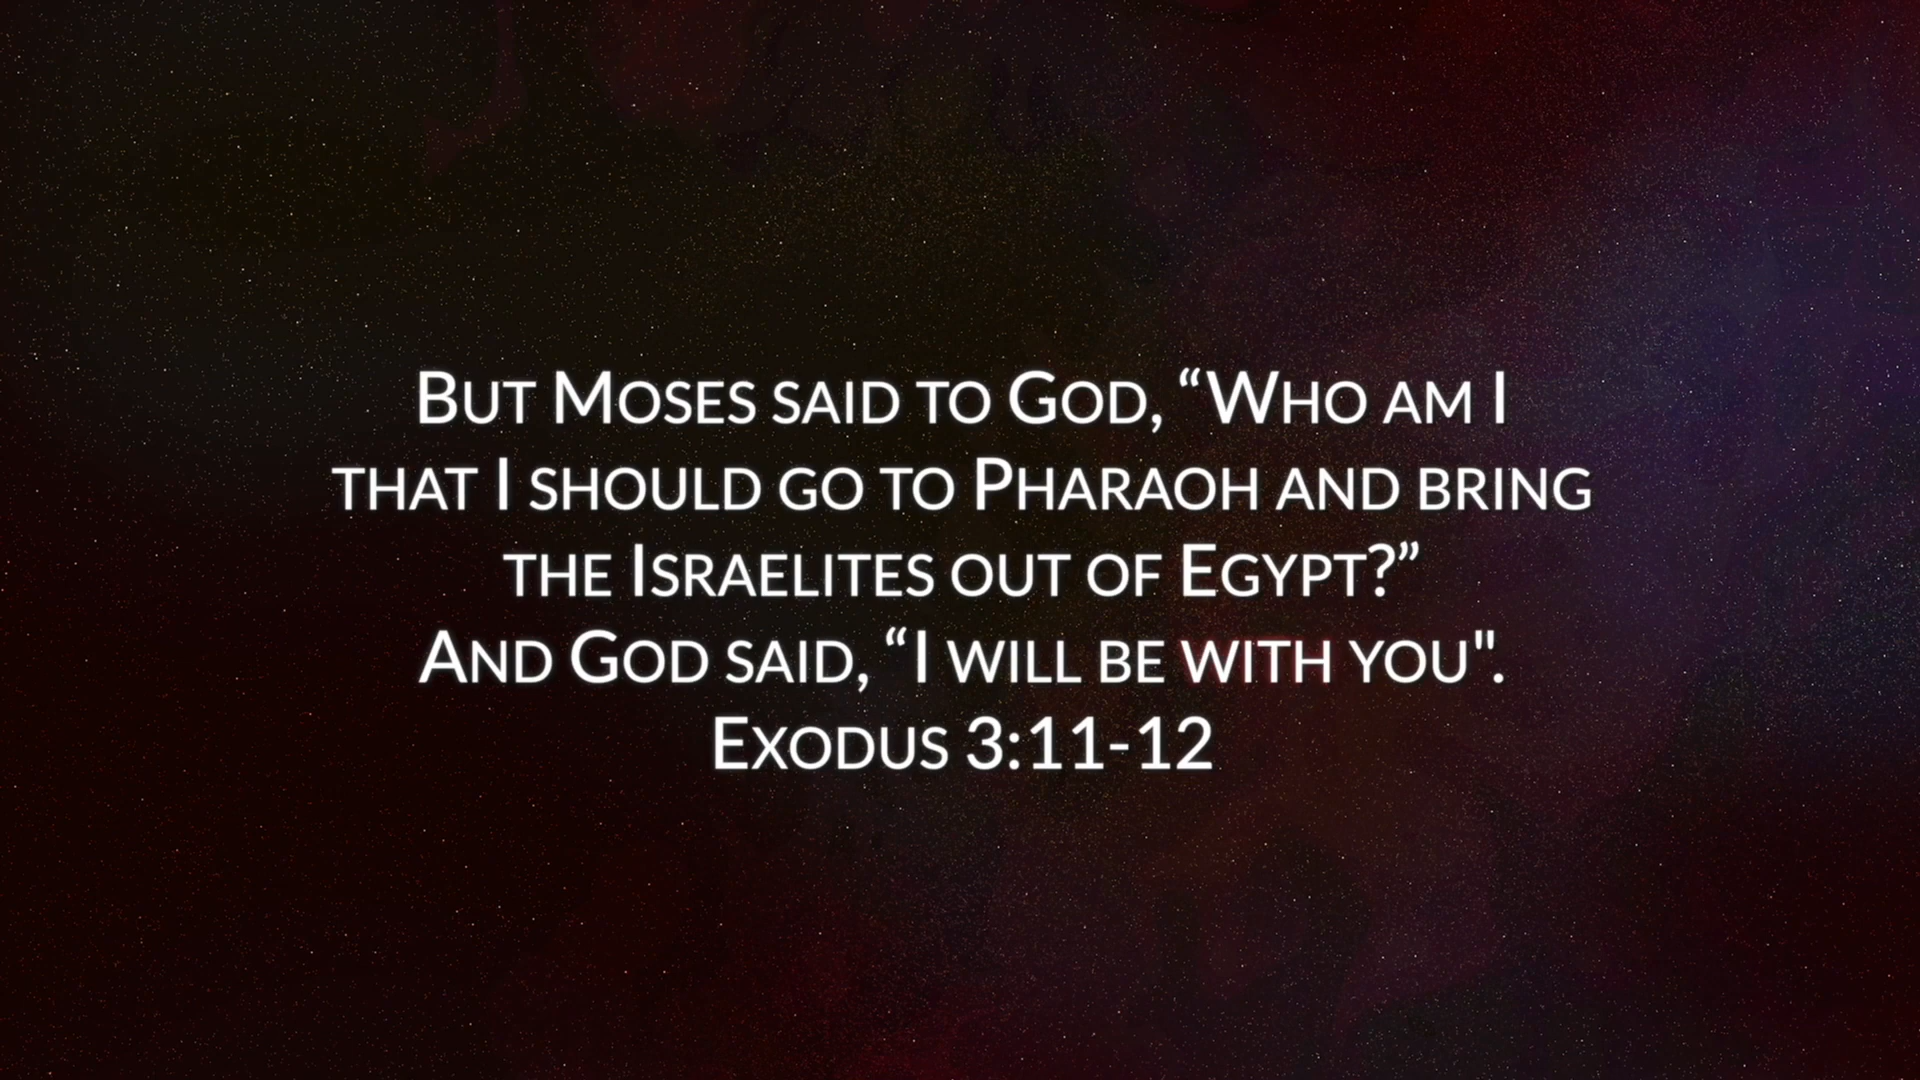 But Moses said to God, “Who am I
that I should go to Pharaoh and bring
the Israelites out of Egypt?”
And God said, “I will be with you".
Exodus 3:11-12